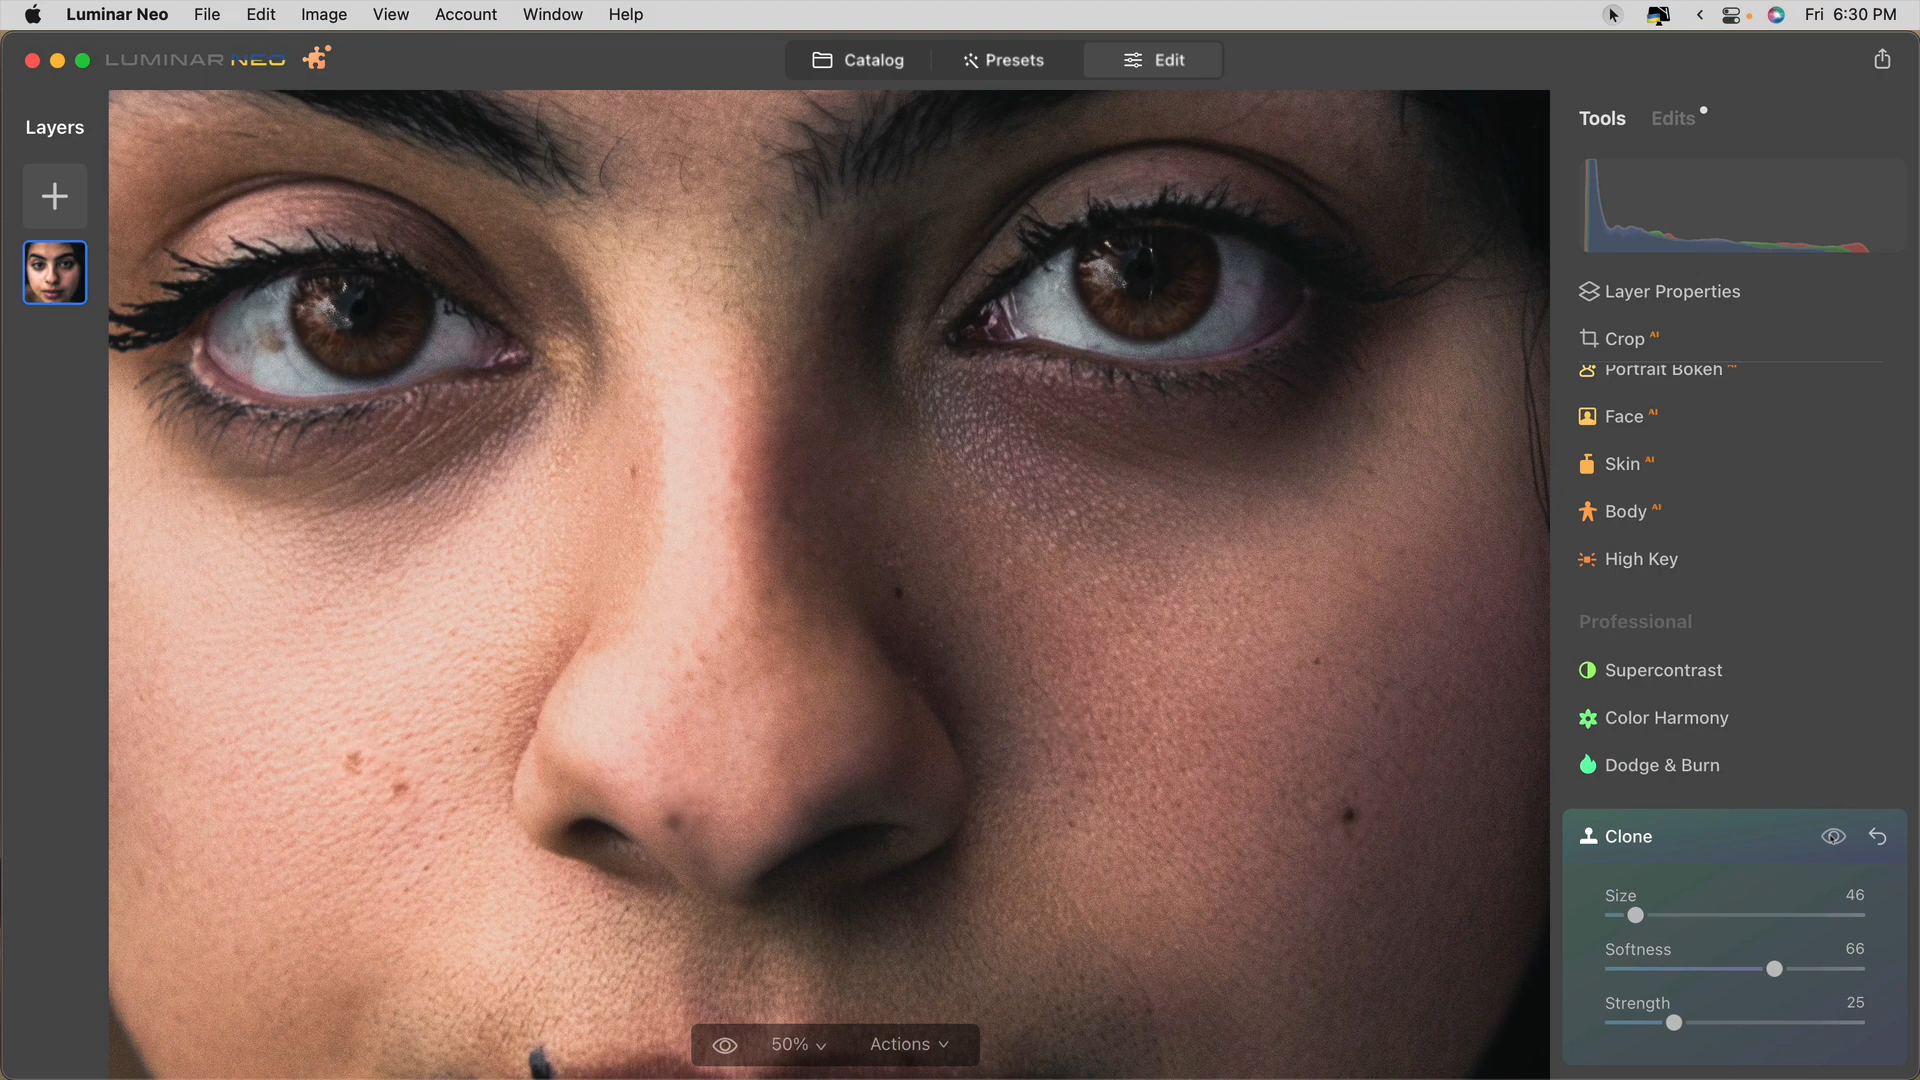 Luminar Neo File Edit Image View Account Window Help Fri 6:30 PM
LUMINAR NEO Catalog Presets Edit
Layers
Tools Edits
Layer Properties
Crop AI
Portrait Bokeh AI
Face AI
Skin AI
Body AI
High Key
Professional
Supercontrast
Color Harmony
Dodge & Burn
Clone
Size 46
Softness 66
Strength 25
50% Actions